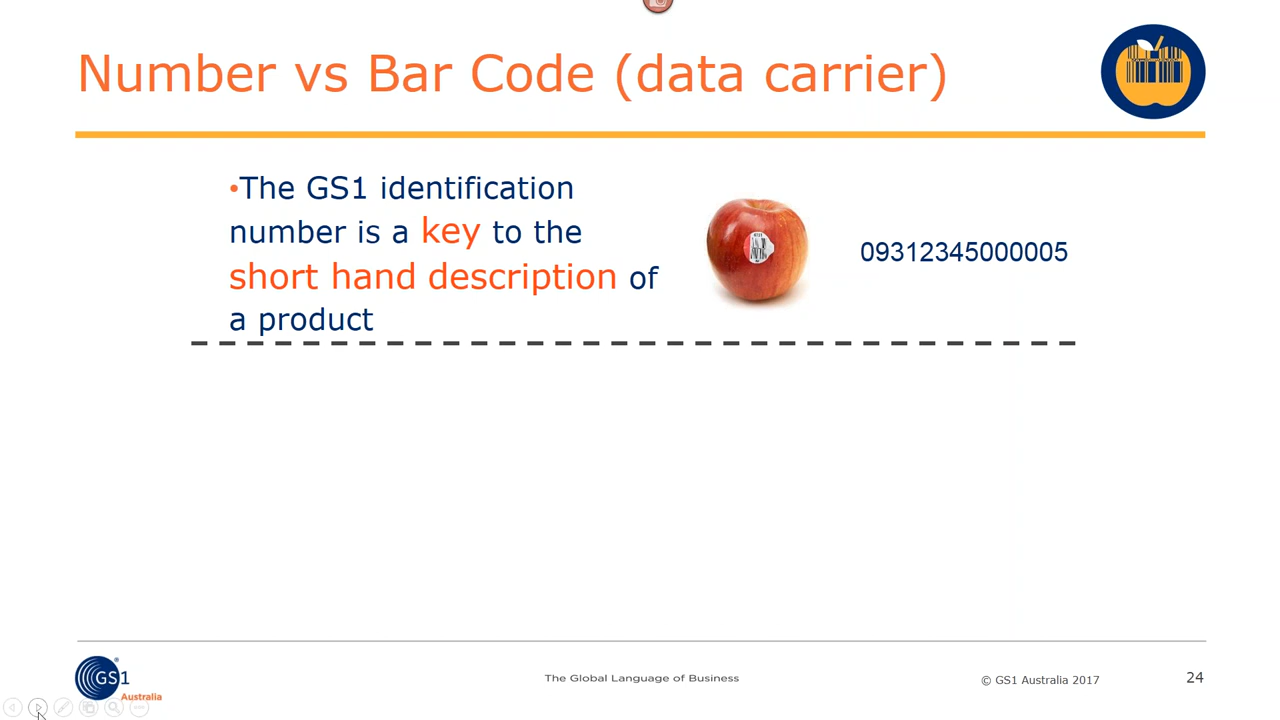 Number vs Bar Code (data carrier)
•The GS1 identification
number is a key to the
short hand description of
a product
09312345000005
GS1
Australia
The Global Language of Business
© GS1 Australia 2017
24